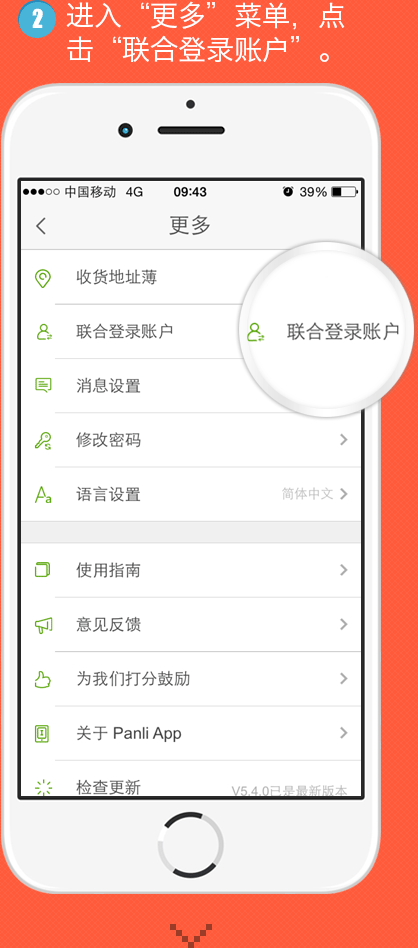 2 进入“更多”菜单，点
击“联合登录账户”。
中国移动 4G 09:43 39%
更多
收货地址薄
联合登录账户
联合登录账户
消息设置
修改密码
语言设置 简体中文
使用指南
意见反馈
为我们打分鼓励
关于 Panli App
检查更新 V5.4.0已是最新版本